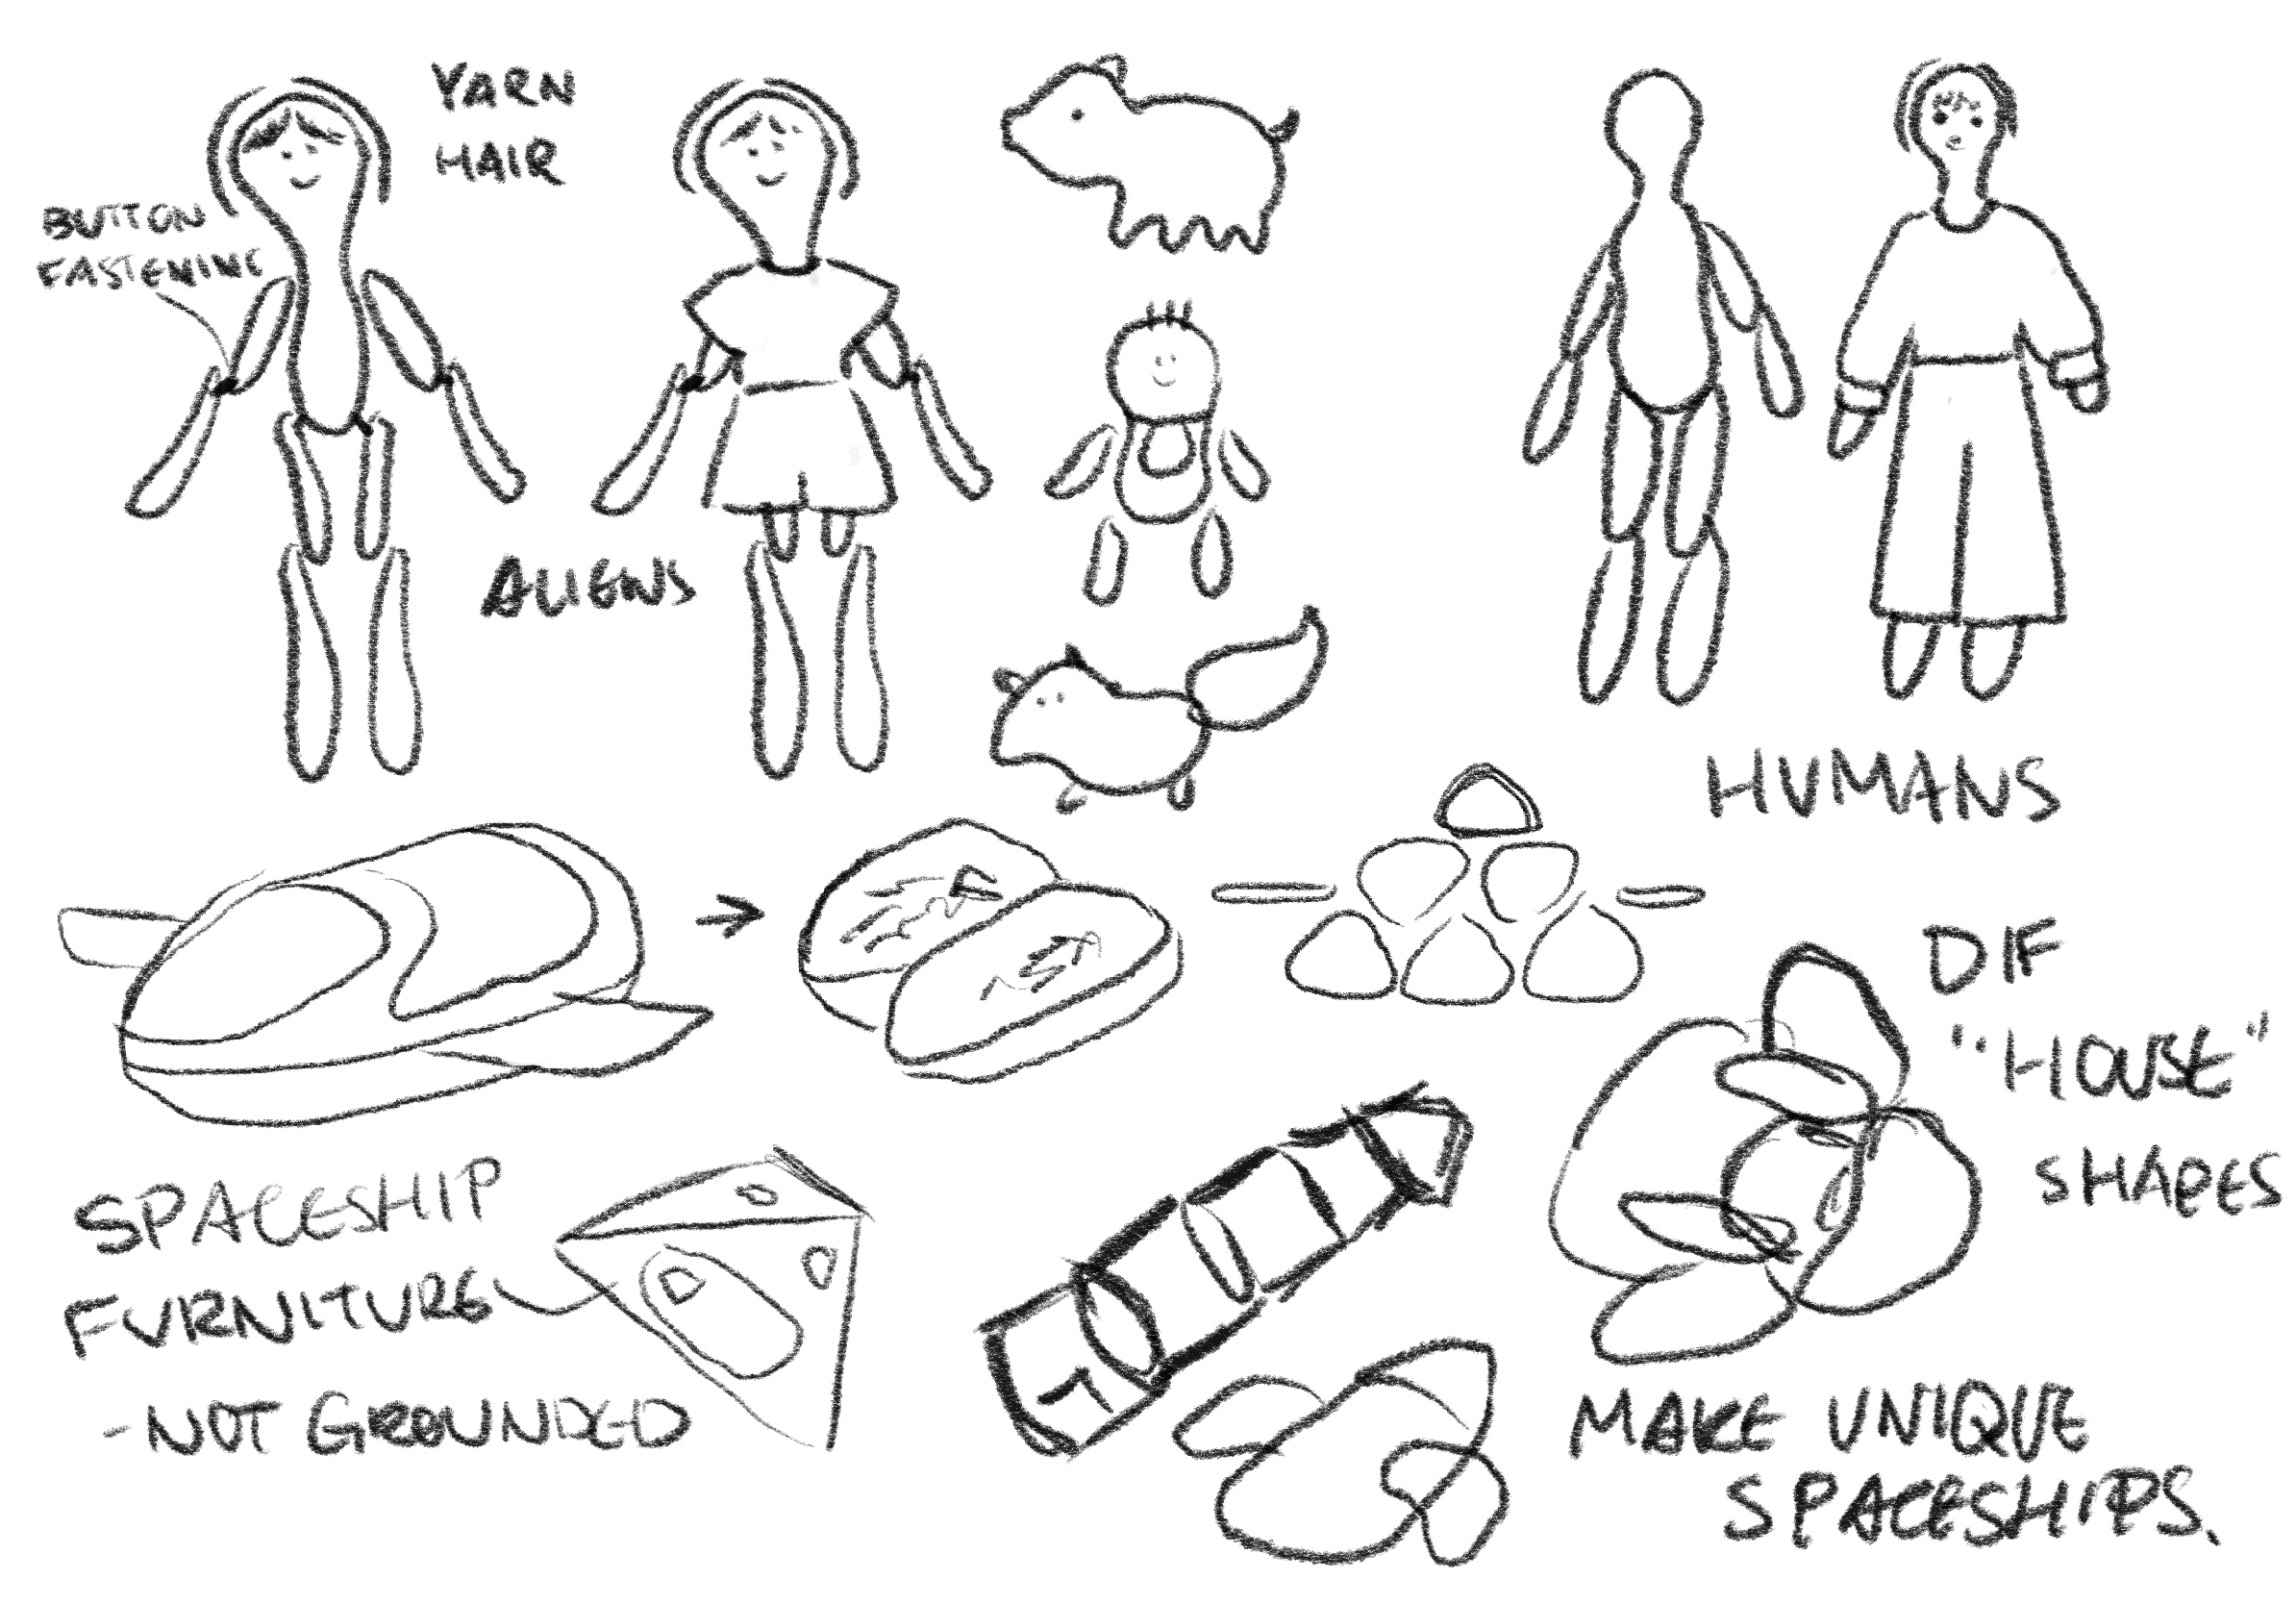 YARN
HAIR
BUTTON
FASTENING
ALIENS
HUMANS
DIF
"HOUSE"
SHAPES
SPACESHIP
FURNITURE
- NOT GROUNDED
MAKE UNIQUE
SPACESHIPS.